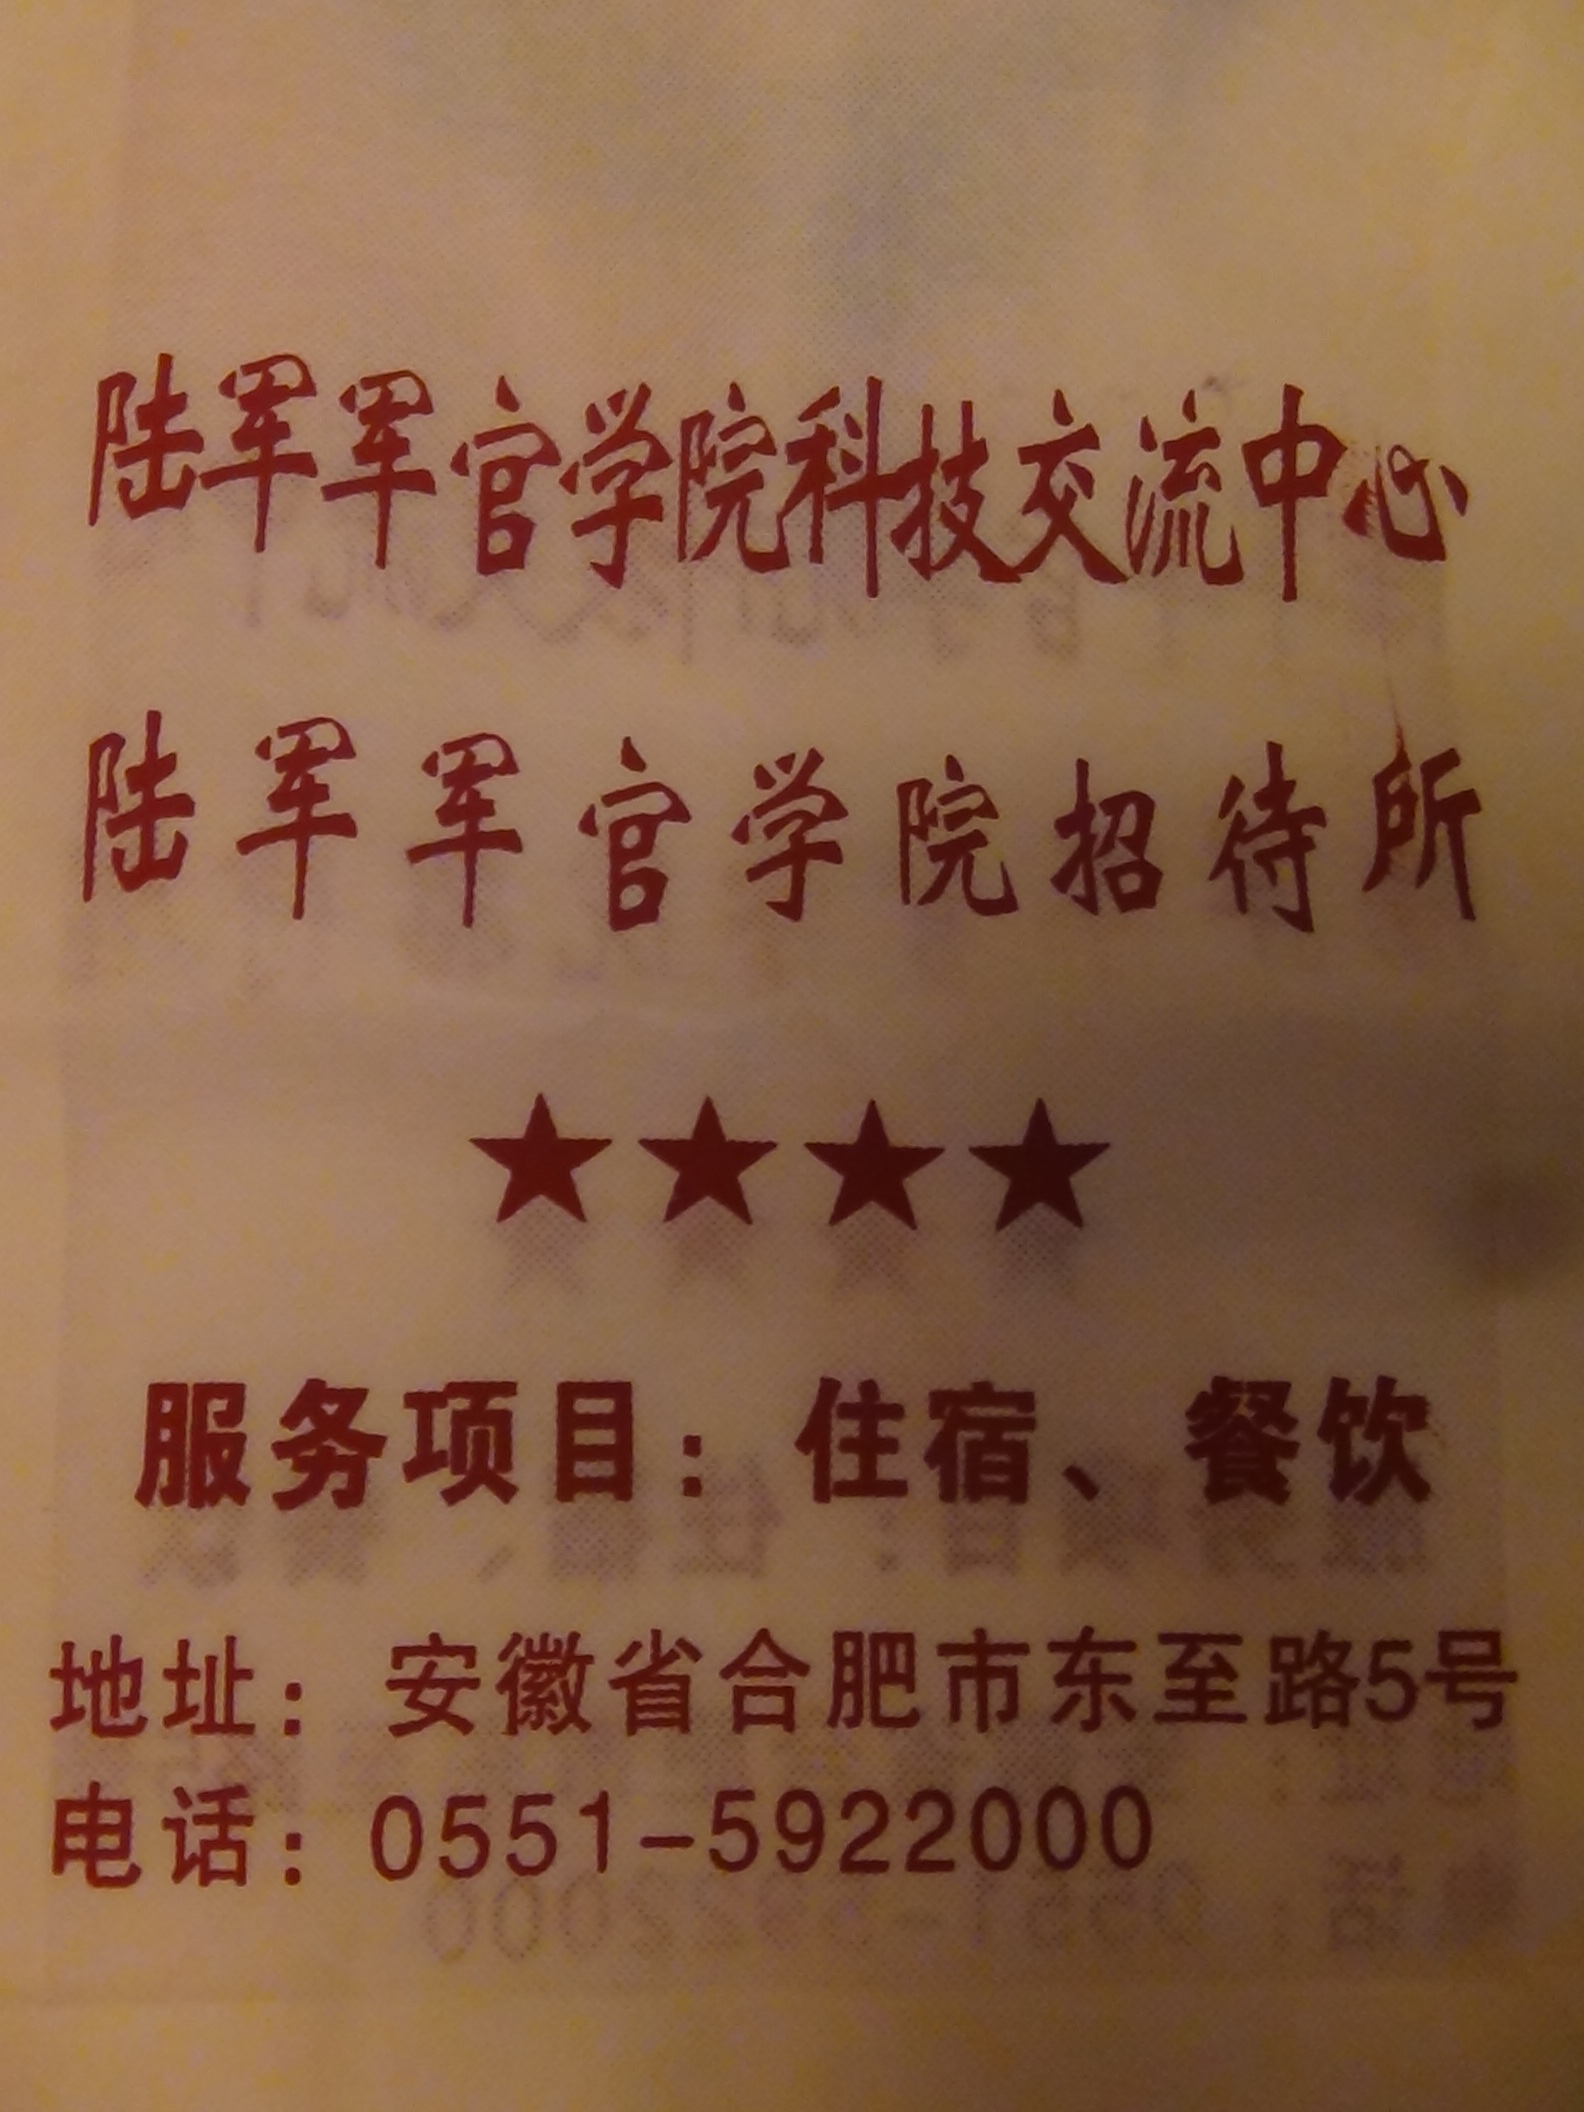 陆军军官学院科技交流中心
陆军军官学院招待所
★★★★
服务项目：住宿、餐饮
地址：安徽省合肥市东至路5号
电话：0551-5922000